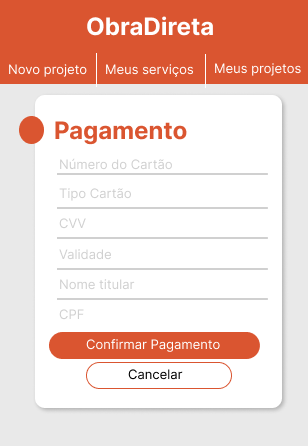 ObraDireta
Novo projeto
Meus serviços
Meus projetos
Pagamento
Número do Cartão
Tipo Cartão
CVV
Validade
Nome titular
CPF
Confirmar Pagamento
Cancelar